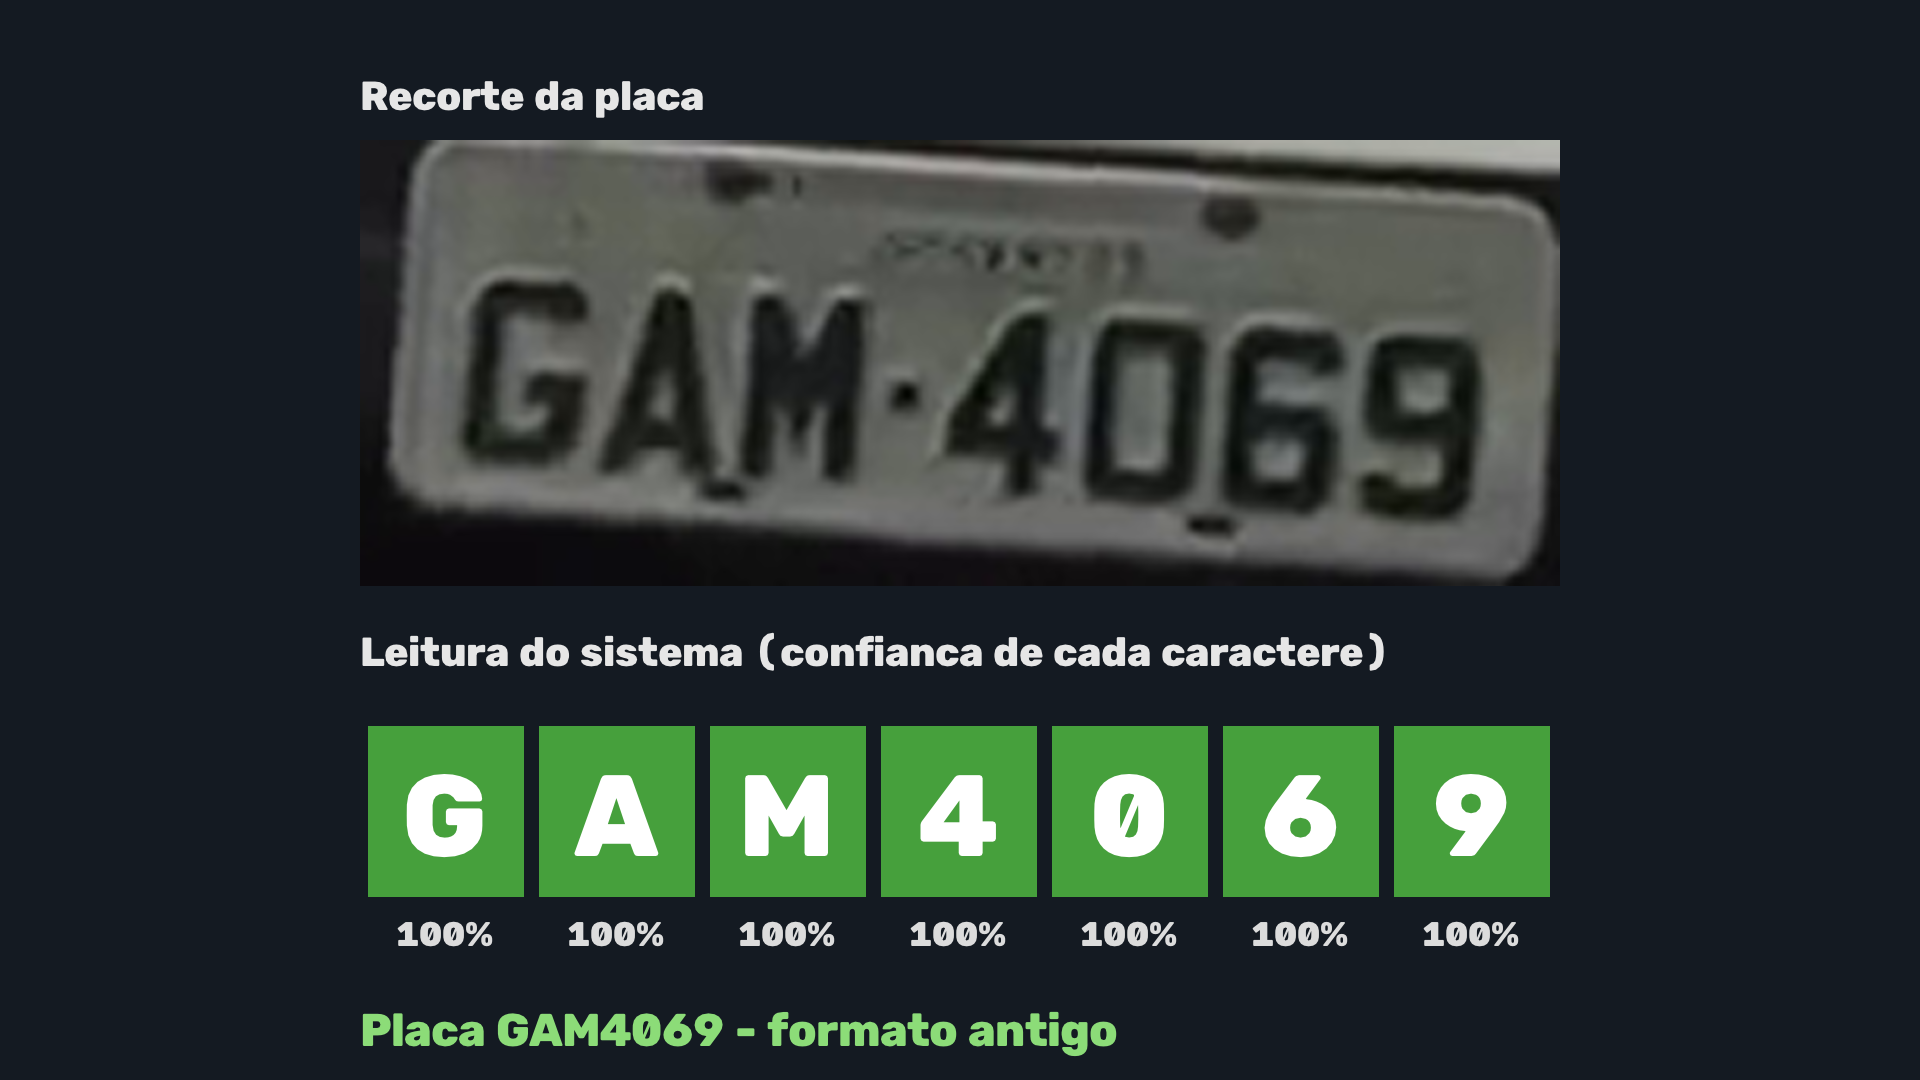 Recorte da placa
GAM·4069
Leitura do sistema (confianca de cada caractere)
G A M 4 0 6 9
100% 100% 100% 100% 100% 100% 100%
Placa GAM4069 - formato antigo